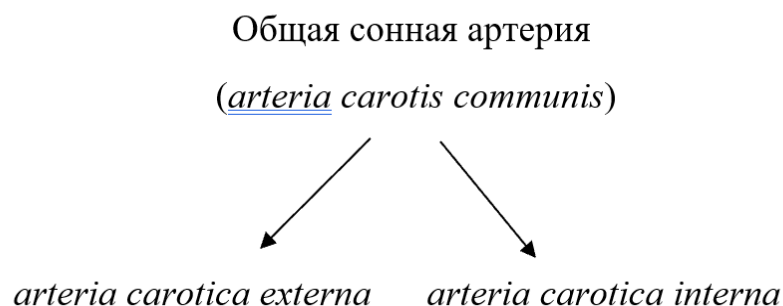 Общая сонная артерия
(arteria carotis communis)
arteria carotica externa
arteria carotica interna